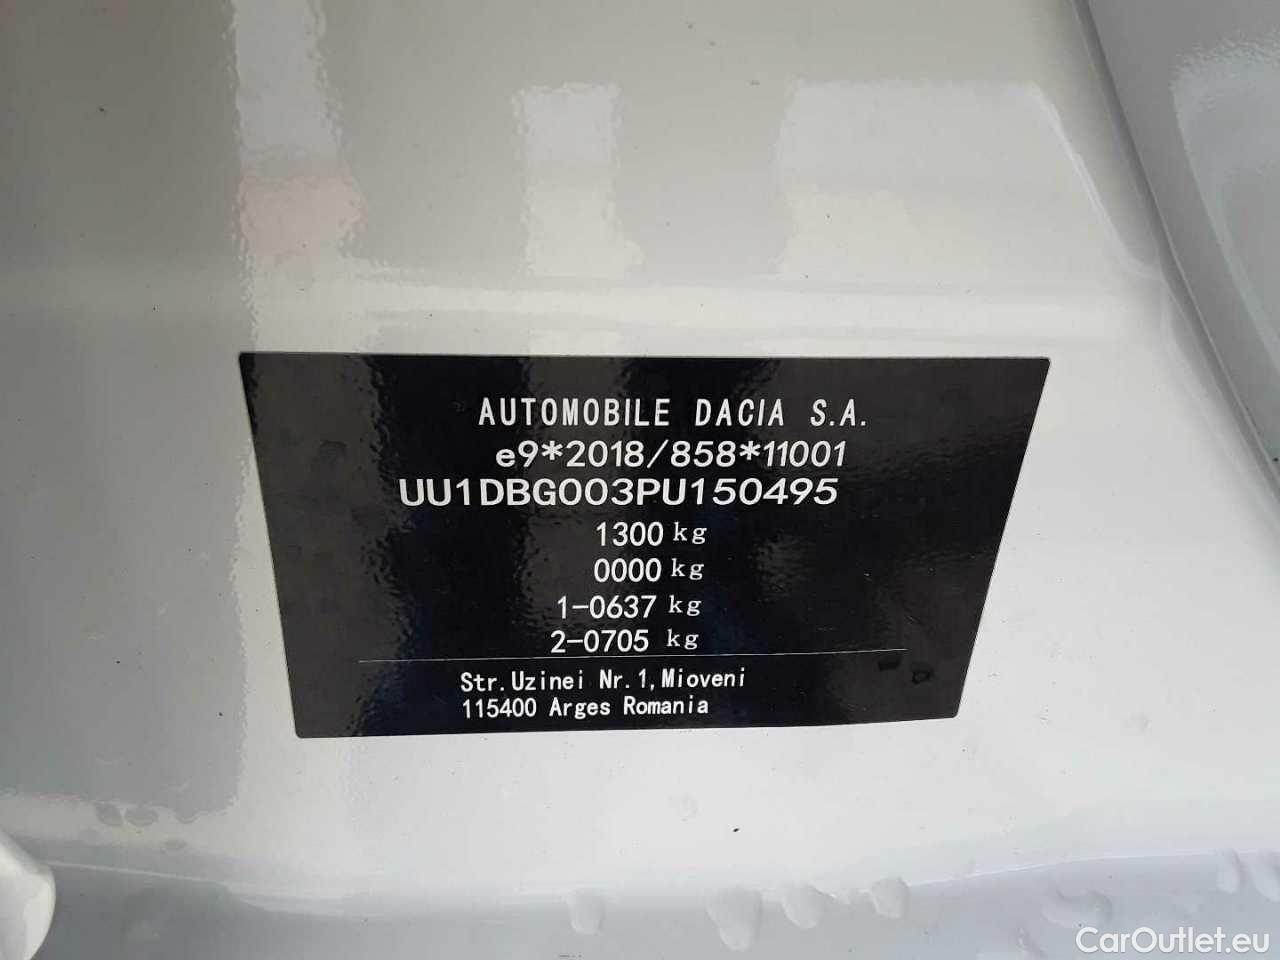 AUTOMOBILE DACIA S.A.
e9*2018/858*11001
UU1DBG003PU150495
1300 kg
0000 kg
1-0637 kg
2-0705 kg
Str.Uzinei Nr.1,Mioveni
115400 Arges Romania
CarOutlet.eu